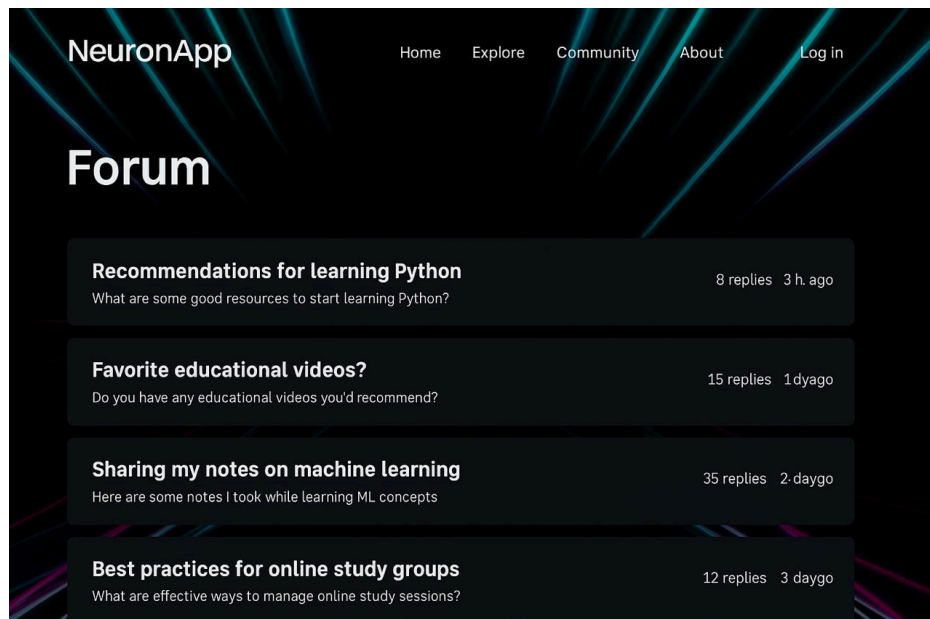 NeuronApp Home Explore Community About Log in
Forum
Recommendations for learning Python
What are some good resources to start learning Python?
8 replies 3 h. ago
Favorite educational videos?
Do you have any educational videos you'd recommend?
15 replies 1 dyago
Sharing my notes on machine learning
Here are some notes I took while learning ML concepts
35 replies 2· daygo
Best practices for online study groups
What are effective ways to manage online study sessions?
12 replies 3 daygo